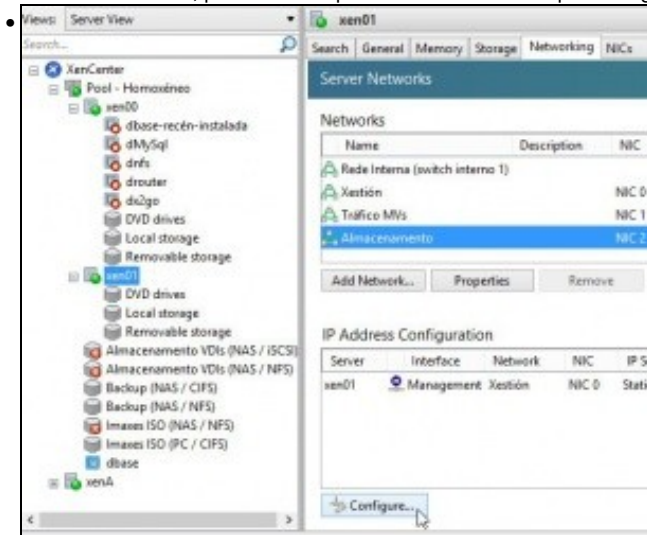 Views: Server View
Search...
XenCenter
Pool - Homoxéneo
xen00
dbase-recén-instalada
dMySql
dnfs
drouter
dx2go
DVD drives
Local storage
Removable storage
xen01
DVD drives
Local storage
Removable storage
Almacenamento VDIs (NAS / iSCSI)
Almacenamento VDIs (NAS / NFS)
Backup (NAS / CIFS)
Backup (NAS / NFS)
Imaxes ISO (NAS / NFS)
Imaxes ISO (PC / CIFS)
dbase
xenA
xen01
Search General Memory Storage Networking NICs
Server Networks
Networks
Name Description NIC
Rede Interna (switch interno 1)
Xestión NIC 0
Tráfico MVs NIC 1
Almacenamento NIC 2
Add Network... Properties Remove
IP Address Configuration
Server Interface Network NIC IP S
xen01 Management Xestión NIC 0 Stati
Configure...